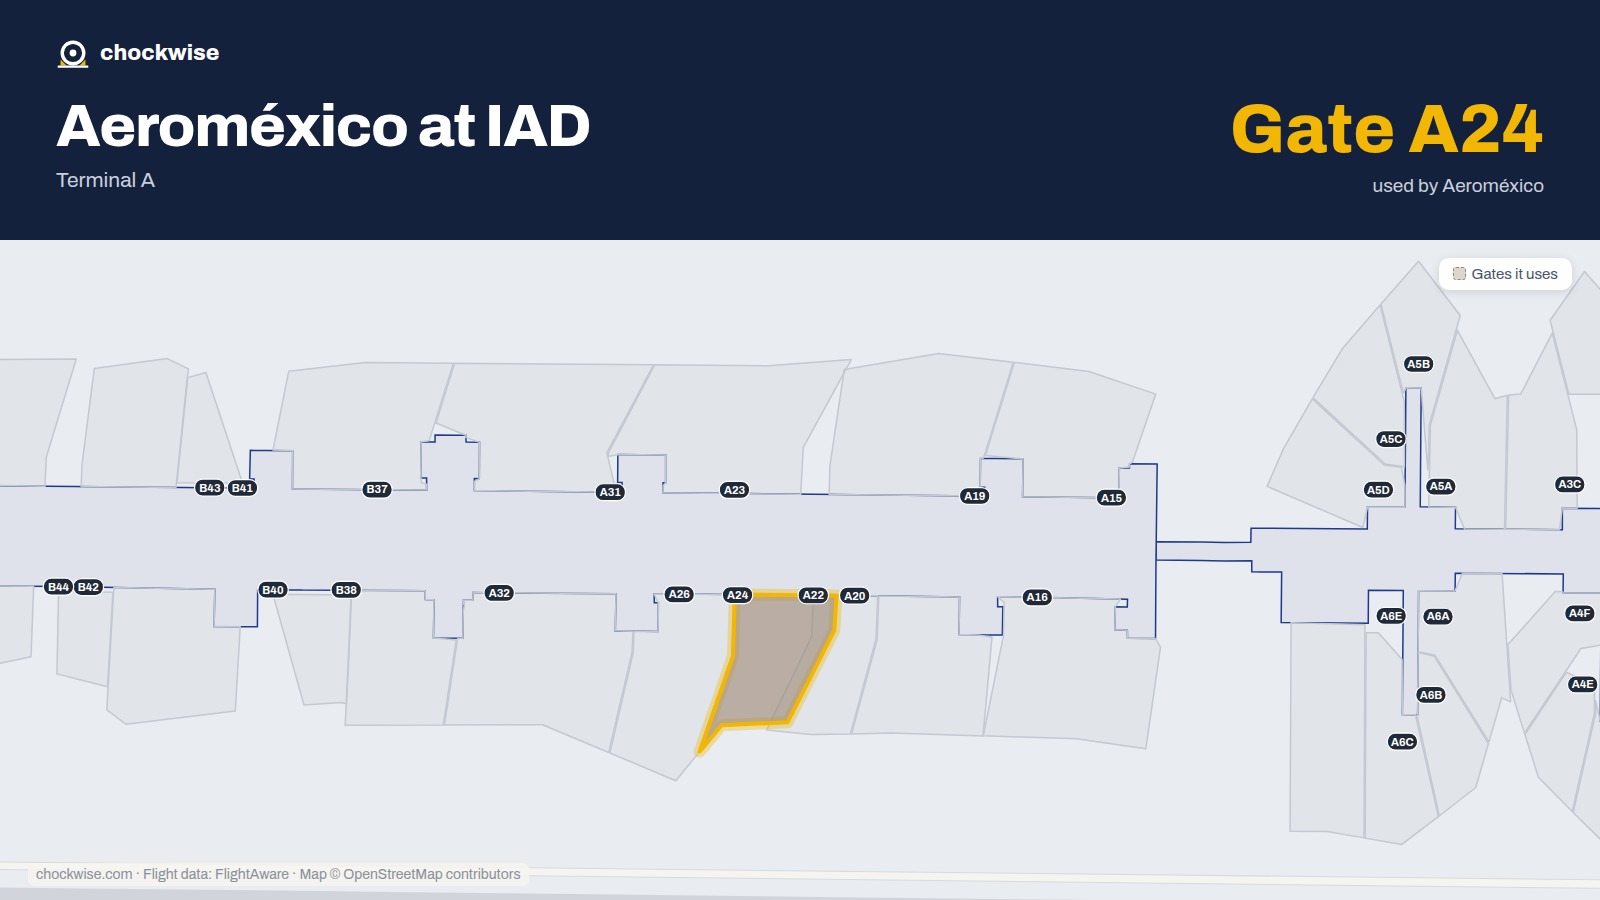 chockwise
Aeroméxico at IAD
Terminal A
Gate A24
used by Aeroméxico
Gates it uses
A5B
A5C
A5D
A5A
A3C
B43
B41
B37
A31
A23
A19
A15
B44
B42
B40
B38
A32
A26
A24
A22
A20
A16
A6E
A6A
A4F
A6B
A4E
A6C
chockwise.com · Flight data: FlightAware · Map © OpenStreetMap contributors